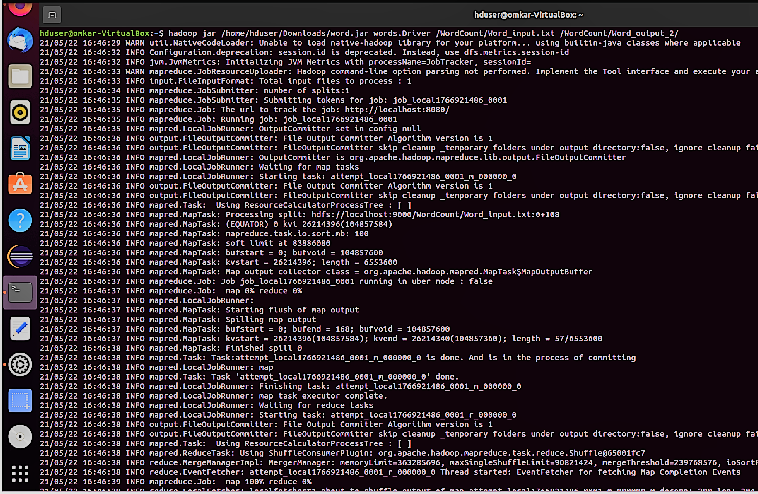 hduser@omkar-VirtualBox: ~
hduser@omkar-VirtualBox:~$ hadoop jar /home/hduser/Downloads/word.jar words.Driver /WordCount/Word_input.txt /WordCount/Word_output_2/
21/05/22 16:46:29 WARN util.NativeCodeLoader: Unable to load native-hadoop library for your platform... using builtin-java classes where applicable
21/05/22 16:46:32 INFO Configuration.deprecation: session.id is deprecated. Instead, use dfs.metrics.session-id
21/05/22 16:46:32 INFO jvm.JvmMetrics: Initializing JVM Metrics with processName=JobTracker, sessionId=
21/05/22 16:46:33 WARN mapreduce.JobResourceUploader: Hadoop command-line option parsing not performed. Implement the Tool interface and execute your a
21/05/22 16:46:33 INFO input.FileInputFormat: Total input files to process : 1
21/05/22 16:46:34 INFO mapreduce.JobSubmitter: number of splits:1
21/05/22 16:46:35 INFO mapreduce.JobSubmitter: Submitting tokens for job: job_local1766921486_0001
21/05/22 16:46:35 INFO mapreduce.Job: The url to track the job: http://localhost:8080/
21/05/22 16:46:35 INFO mapreduce.Job: Running job: job_local1766921486_0001
21/05/22 16:46:35 INFO mapred.LocalJobRunner: OutputCommitter set in config null
21/05/22 16:46:36 INFO output.FileOutputCommitter: File Output Committer Algorithm version is 1
21/05/22 16:46:36 INFO output.FileOutputCommitter: FileOutputCommitter skip cleanup _temporary folders under output directory:false, ignore cleanup fai
21/05/22 16:46:36 INFO mapred.LocalJobRunner: OutputCommitter is org.apache.hadoop.mapreduce.lib.output.FileOutputCommitter
21/05/22 16:46:36 INFO mapred.LocalJobRunner: Waiting for map tasks
21/05/22 16:46:36 INFO mapred.LocalJobRunner: Starting task: attempt_local1766921486_0001_m_000000_0
21/05/22 16:46:36 INFO output.FileOutputCommitter: File Output Committer Algorithm version is 1
21/05/22 16:46:36 INFO output.FileOutputCommitter: FileOutputCommitter skip cleanup _temporary folders under output directory:false, ignore cleanup fai
21/05/22 16:46:36 INFO mapred.Task:  Using ResourceCalculatorProcessTree : [ ]
21/05/22 16:46:36 INFO mapred.MapTask: Processing split: hdfs://localhost:9000/WordCount/Word_input.txt:0+108
21/05/22 16:46:36 INFO mapred.MapTask: (EQUATOR) 0 kvi 26214396(104857584)
21/05/22 16:46:36 INFO mapred.MapTask: mapreduce.task.io.sort.mb: 100
21/05/22 16:46:36 INFO mapred.MapTask: soft limit at 83886080
21/05/22 16:46:36 INFO mapred.MapTask: bufstart = 0; bufvoid = 104857600
21/05/22 16:46:36 INFO mapred.MapTask: kvstart = 26214396; length = 6553600
21/05/22 16:46:36 INFO mapred.MapTask: Map output collector class = org.apache.hadoop.mapred.MapTask$MapOutputBuffer
21/05/22 16:46:36 INFO mapreduce.Job: Job job_local1766921486_0001 running in uber mode : false
21/05/22 16:46:36 INFO mapreduce.Job:  map 0% reduce 0%
21/05/22 16:46:37 INFO mapred.LocalJobRunner:
21/05/22 16:46:37 INFO mapred.MapTask: Starting flush of map output
21/05/22 16:46:37 INFO mapred.MapTask: Spilling map output
21/05/22 16:46:37 INFO mapred.MapTask: bufstart = 0; bufend = 168; bufvoid = 104857600
21/05/22 16:46:37 INFO mapred.MapTask: kvstart = 26214396(104857584); kvend = 26214340(104857360); length = 57/6553600
21/05/22 16:46:37 INFO mapred.MapTask: Finished spill 0
21/05/22 16:46:38 INFO mapred.Task: Task:attempt_local1766921486_0001_m_000000_0 is done. And is in the process of committing
21/05/22 16:46:38 INFO mapred.LocalJobRunner: map
21/05/22 16:46:38 INFO mapred.Task: Task 'attempt_local1766921486_0001_m_000000_0' done.
21/05/22 16:46:38 INFO mapred.LocalJobRunner: Finishing task: attempt_local1766921486_0001_m_000000_0
21/05/22 16:46:38 INFO mapred.LocalJobRunner: map task executor complete.
21/05/22 16:46:38 INFO mapred.LocalJobRunner: Waiting for reduce tasks
21/05/22 16:46:38 INFO mapred.LocalJobRunner: Starting task: attempt_local1766921486_0001_r_000000_0
21/05/22 16:46:38 INFO output.FileOutputCommitter: File Output Committer Algorithm version is 1
21/05/22 16:46:38 INFO output.FileOutputCommitter: FileOutputCommitter skip cleanup _temporary folders under output directory:false, ignore cleanup fai
21/05/22 16:46:38 INFO mapred.Task:  Using ResourceCalculatorProcessTree : [ ]
21/05/22 16:46:38 INFO mapred.ReduceTask: Using ShuffleConsumerPlugin: org.apache.hadoop.mapreduce.task.reduce.Shuffle@65001fc7
21/05/22 16:46:38 INFO reduce.MergeManagerImpl: MergerManager: memoryLimit=363285696, maxSingleShuffleLimit=90821424, mergeThreshold=239768576, ioSortF
21/05/22 16:46:38 INFO reduce.EventFetcher: attempt_local1766921486_0001_r_000000_0 Thread started: EventFetcher for fetching Map Completion Events
21/05/22 16:46:39 INFO mapreduce.Job:  map 100% reduce 0%